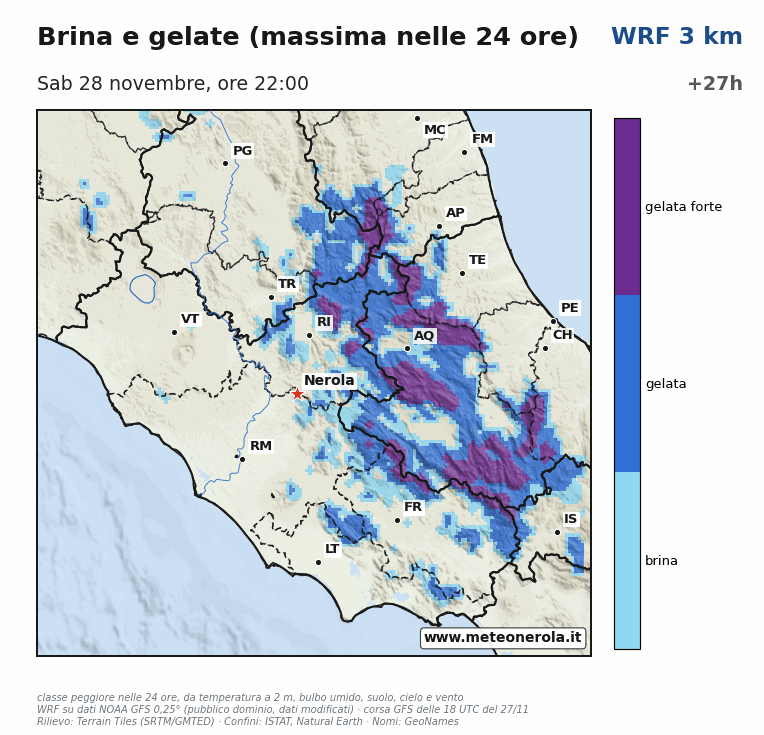 Brina e gelate (massima nelle 24 ore)
WRF 3 km
Sab 28 novembre, ore 22:00
+27h
MC
FM
PG
AP
TE
TR
PE
VT
RI
AQ
CH
Nerola
RM
FR
IS
LT
www.meteonerola.it
gelata forte
gelata
brina
classe peggiore nelle 24 ore, da temperatura a 2 m, bulbo umido, suolo, cielo e vento
WRF su dati NOAA GFS 0,25° (pubblico dominio, dati modificati) · corsa GFS delle 18 UTC del 27/11
Rilievo: Terrain Tiles (SRTM/GMTED) · Confini: ISTAT, Natural Earth · Nomi: GeoNames